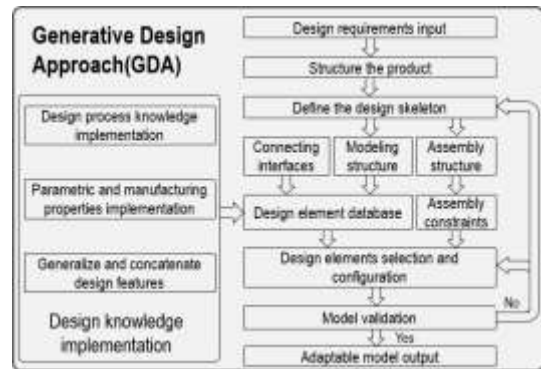 Generative Design
Approach(GDA)
Design process knowledge
implementation
Parametric and manufacturing
properties implementation
Generalize and concatenate
design features
Design knowledge
implementation
Design requirements input
Structure the product
Define the design skeleton
Connecting
interfaces
Modeling
structure
Assembly
structure
Design element database
Assembly
constraints
Design elements selection and
configuration
Model validation
No
Yes
Adaptable model output